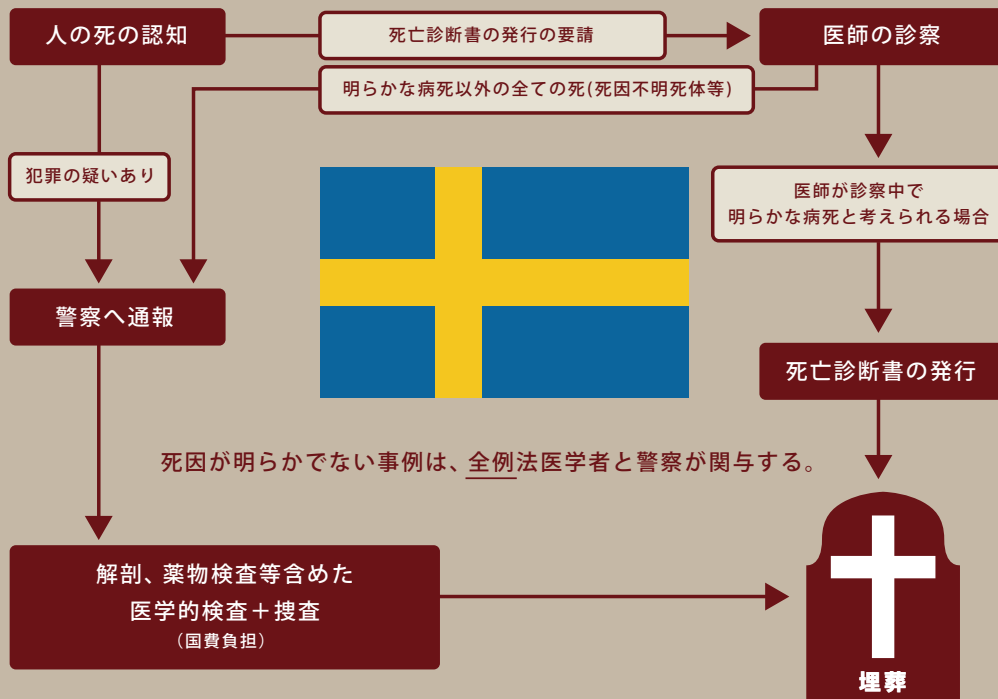 人の死の認知
死亡診断書の発行の要請
医師の診察
明らかな病死以外の全ての死(死因不明死体等)
犯罪の疑いあり
医師が診察中で
明らかな病死と考えられる場合
警察へ通報
死亡診断書の発行
死因が明らかでない事例は、全例法医学者と警察が関与する。
解剖、薬物検査等含めた
医学的検査＋捜査
（国費負担）
埋葬